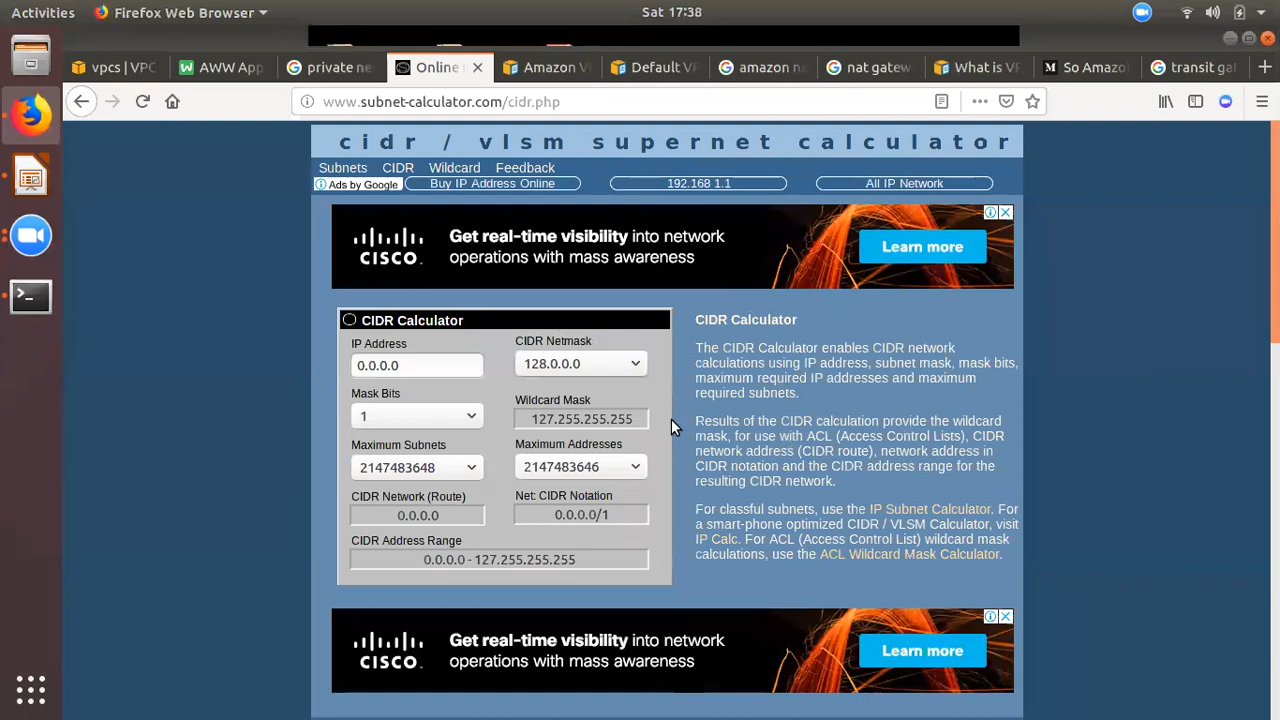 Activities
Firefox Web Browser
Sat 17:38
vpcs | VPC
AWW App
private ne
Online
Amazon V
Default VP
amazon n
nat gatew
What is VP
So Amazo
transit ga
www.subnet-calculator.com/cidr.php
cidr / vlsm supernet calculator
Subnets CIDR Wildcard Feedback
Ads by Google
Buy IP Address Online
192.168 1.1
All IP Network
CISCO
Get real-time visibility into network
operations with mass awareness
Learn more
CIDR Calculator
IP Address
CIDR Netmask
0.0.0.0
128.0.0.0
Mask Bits
Wildcard Mask
1
127.255.255.255
Maximum Subnets
Maximum Addresses
2147483648
2147483646
CIDR Network (Route)
Net: CIDR Notation
0.0.0.0
0.0.0.0/1
CIDR Address Range
0.0.0.0 - 127.255.255.255
CIDR Calculator
The CIDR Calculator enables CIDR network
calculations using IP address, subnet mask, mask bits,
maximum required IP addresses and maximum
required subnets.
Results of the CIDR calculation provide the wildcard
mask, for use with ACL (Access Control Lists), CIDR
network address (CIDR route), network address in
CIDR notation and the CIDR address range for the
resulting CIDR network.
For classful subnets, use the IP Subnet Calculator. For
a smart-phone optimized CIDR / VLSM Calculator, visit
IP Calc. For ACL (Access Control List) wildcard mask
calculations, use the ACL Wildcard Mask Calculator.
CISCO
Get real-time visibility into network
operations with mass awareness
Learn more